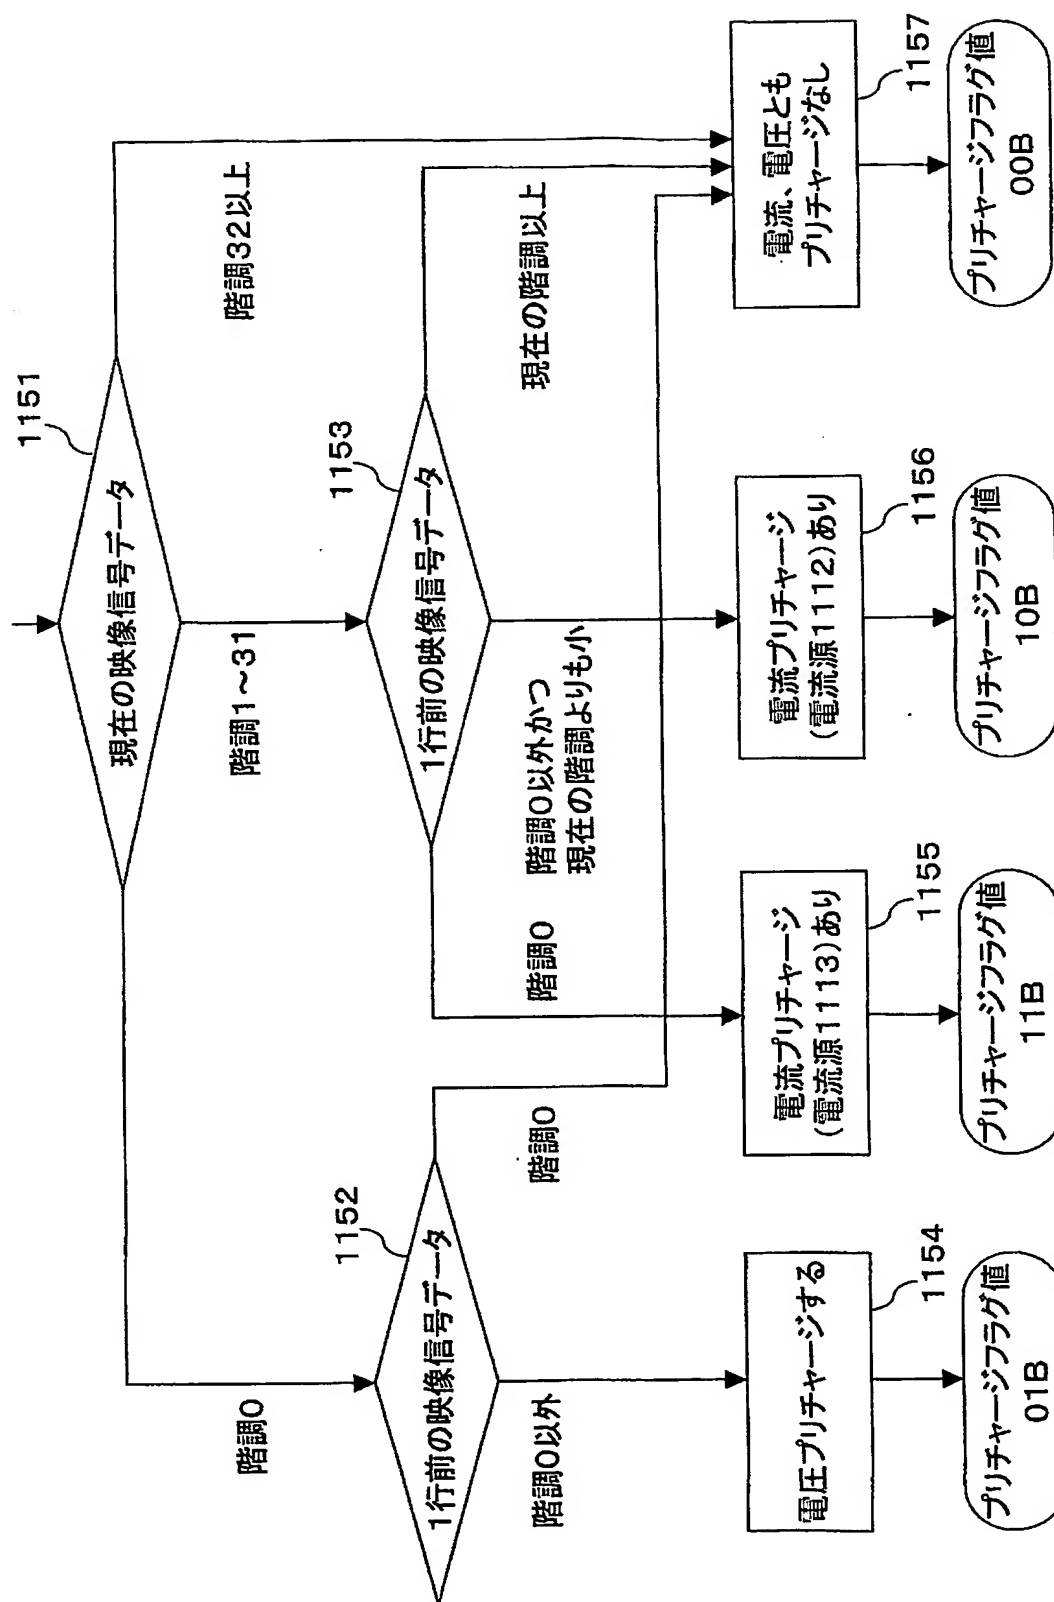 1151
現在の映像信号データ
階調0
階調1～31
階調32以上
1152
1行前の映像信号データ
1153
1行前の映像信号データ
階調0以外
階調0
階調0
階調0以外かつ
現在の階調よりも小
現在の階調以上
電圧プリチャージする
1154
電流プリチャージ
(電流源1113)あり
1155
電流プリチャージ
(電流源1112)あり
1156
電流、電圧とも
プリチャージなし
1157
プリチャージフラグ値
01B
プリチャージフラグ値
11B
プリチャージフラグ値
10B
プリチャージフラグ値
00B